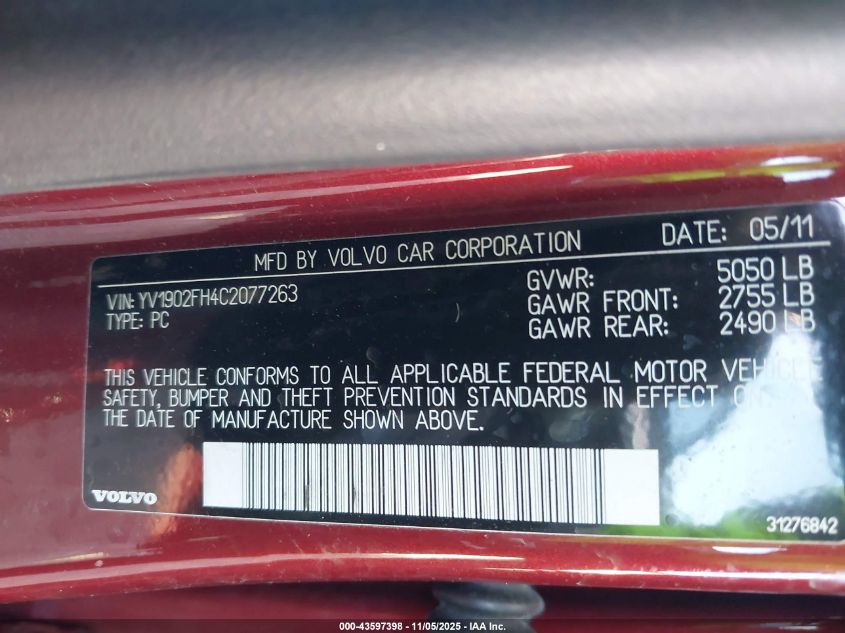 MFD BY VOLVO CAR CORPORATION DATE: 05/11
VIN: YV1902FH4C2077263
TYPE: PC
GVWR: 5050 LB
GAWR FRONT: 2755 LB
GAWR REAR: 2490 LB
THIS VEHICLE CONFORMS TO ALL APPLICABLE FEDERAL MOTOR VEHICLE
SAFETY, BUMPER AND THEFT PREVENTION STANDARDS IN EFFECT ON
THE DATE OF MANUFACTURE SHOWN ABOVE.
VOLVO
31276842
000-43597398 - 11/05/2025 - IAA Inc.